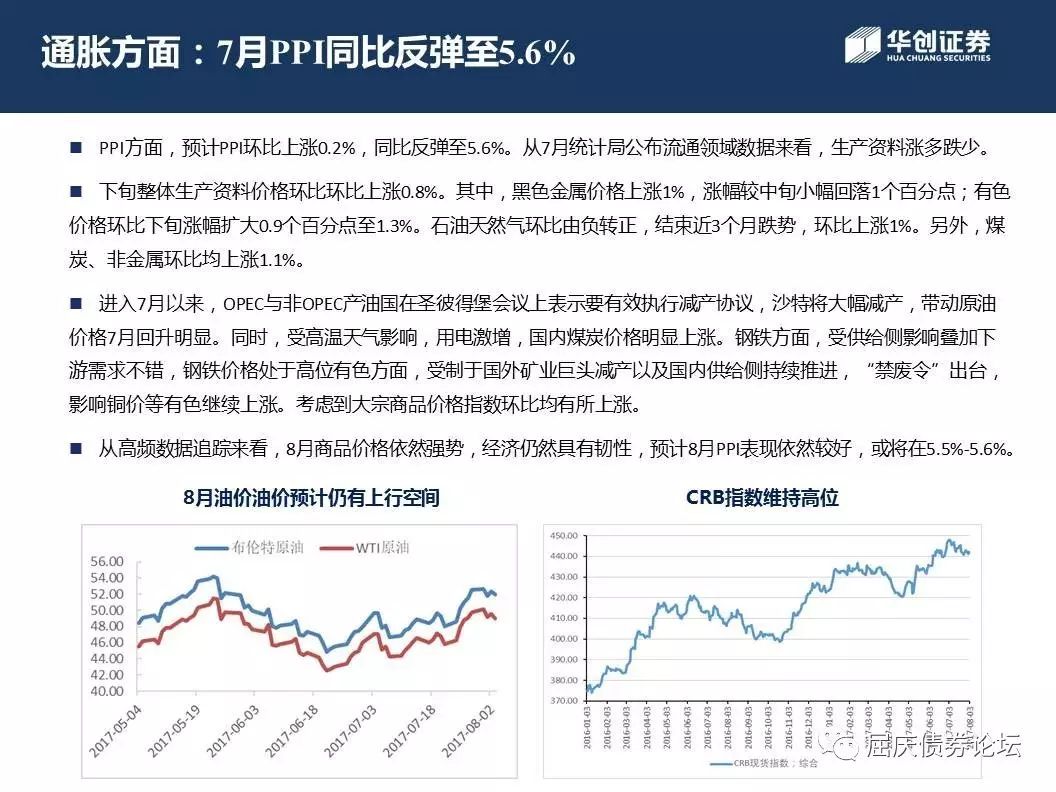 通胀方面：7月PPI同比反弹至5.6%
华创证券
HUA CHUANG SECURITIES
■ PPI方面，预计PPI环比上涨0.2%，同比反弹至5.6%。从7月统计局公布流通领域数据来看，生产资料涨多跌少。
■ 下旬整体生产资料价格环比环比上涨0.8%。其中，黑色金属价格上涨1%，涨幅较中旬小幅回落1个百分点；有色
价格环比下旬涨幅扩大0.9个百分点至1.3%。石油天然气环比由负转正，结束近3个月跌势，环比上涨1%。另外，煤
炭、非金属环比均上涨1.1%。
■ 进入7月以来，OPEC与非OPEC产油国在圣彼得堡会议上表示要有效执行减产协议，沙特将大幅减产，带动原油
价格7月回升明显。同时，受高温天气影响，用电激增，国内煤炭价格明显上涨。钢铁方面，受供给侧影响叠加下
游需求不错，钢铁价格处于高位有色方面，受制于国外矿业巨头减产以及国内供给侧持续推进，“禁废令”出台，
影响铜价等有色继续上涨。考虑到大宗商品价格指数环比均有所上涨。
■ 从高频数据追踪来看，8月商品价格依然强势，经济仍然具有韧性，预计8月PPI表现依然较好，或将在5.5%-5.6%。
8月油价油价预计仍有上行空间
布伦特原油 WTI原油
56.00
54.00
52.00
50.00
48.00
46.00
44.00
42.00
40.00
2017-05-04
2017-05-19
2017-06-03
2017-06-18
2017-07-03
2017-07-18
2017-08-02
CRB指数维持高位
450.00
440.00
430.00
420.00
410.00
400.00
390.00
380.00
370.00
2016-01-03
2016-02-03
2016-03-03
2016-04-03
2016-05-03
2016-06-03
2016-07-03
2016-08-03
2016-09-03
2016-10-03
2016-11-03
2016-12-03
2017-02-03
2017-03-03
2017-04-03
2017-05-03
2017-06-03
2017-07-03
2017-08-03
CRB现货指数：综合
屈庆债券论坛